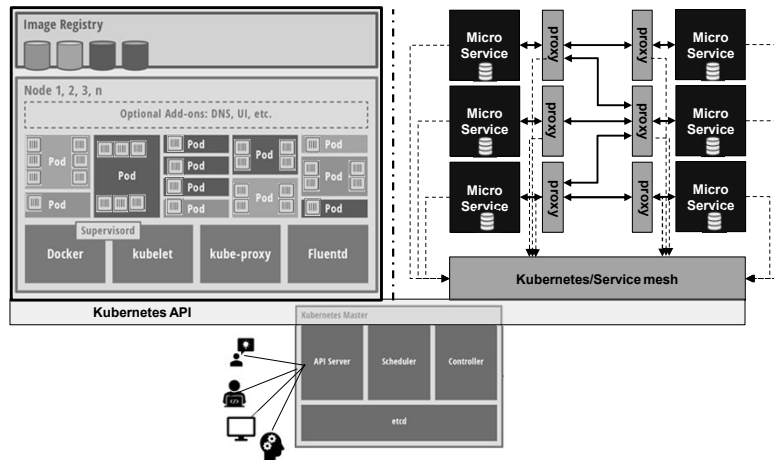 Image Registry
Node 1, 2, 3, n
Optional Add-ons: DNS, UI, etc.
Pod
Pod
Pod
Pod
Pod
Pod
Pod
Pod
Pod
Pod
Pod
Pod
Pod
Supervisord
Docker
kubelet
kube-proxy
Fluentd
Kubernetes API
Micro
Service
proxy
proxy
Micro
Service
Micro
Service
proxy
proxy
Micro
Service
Micro
Service
proxy
proxy
Micro
Service
Kubernetes/Service mesh
Kubernetes Master
API Server
Scheduler
Controller
etcd